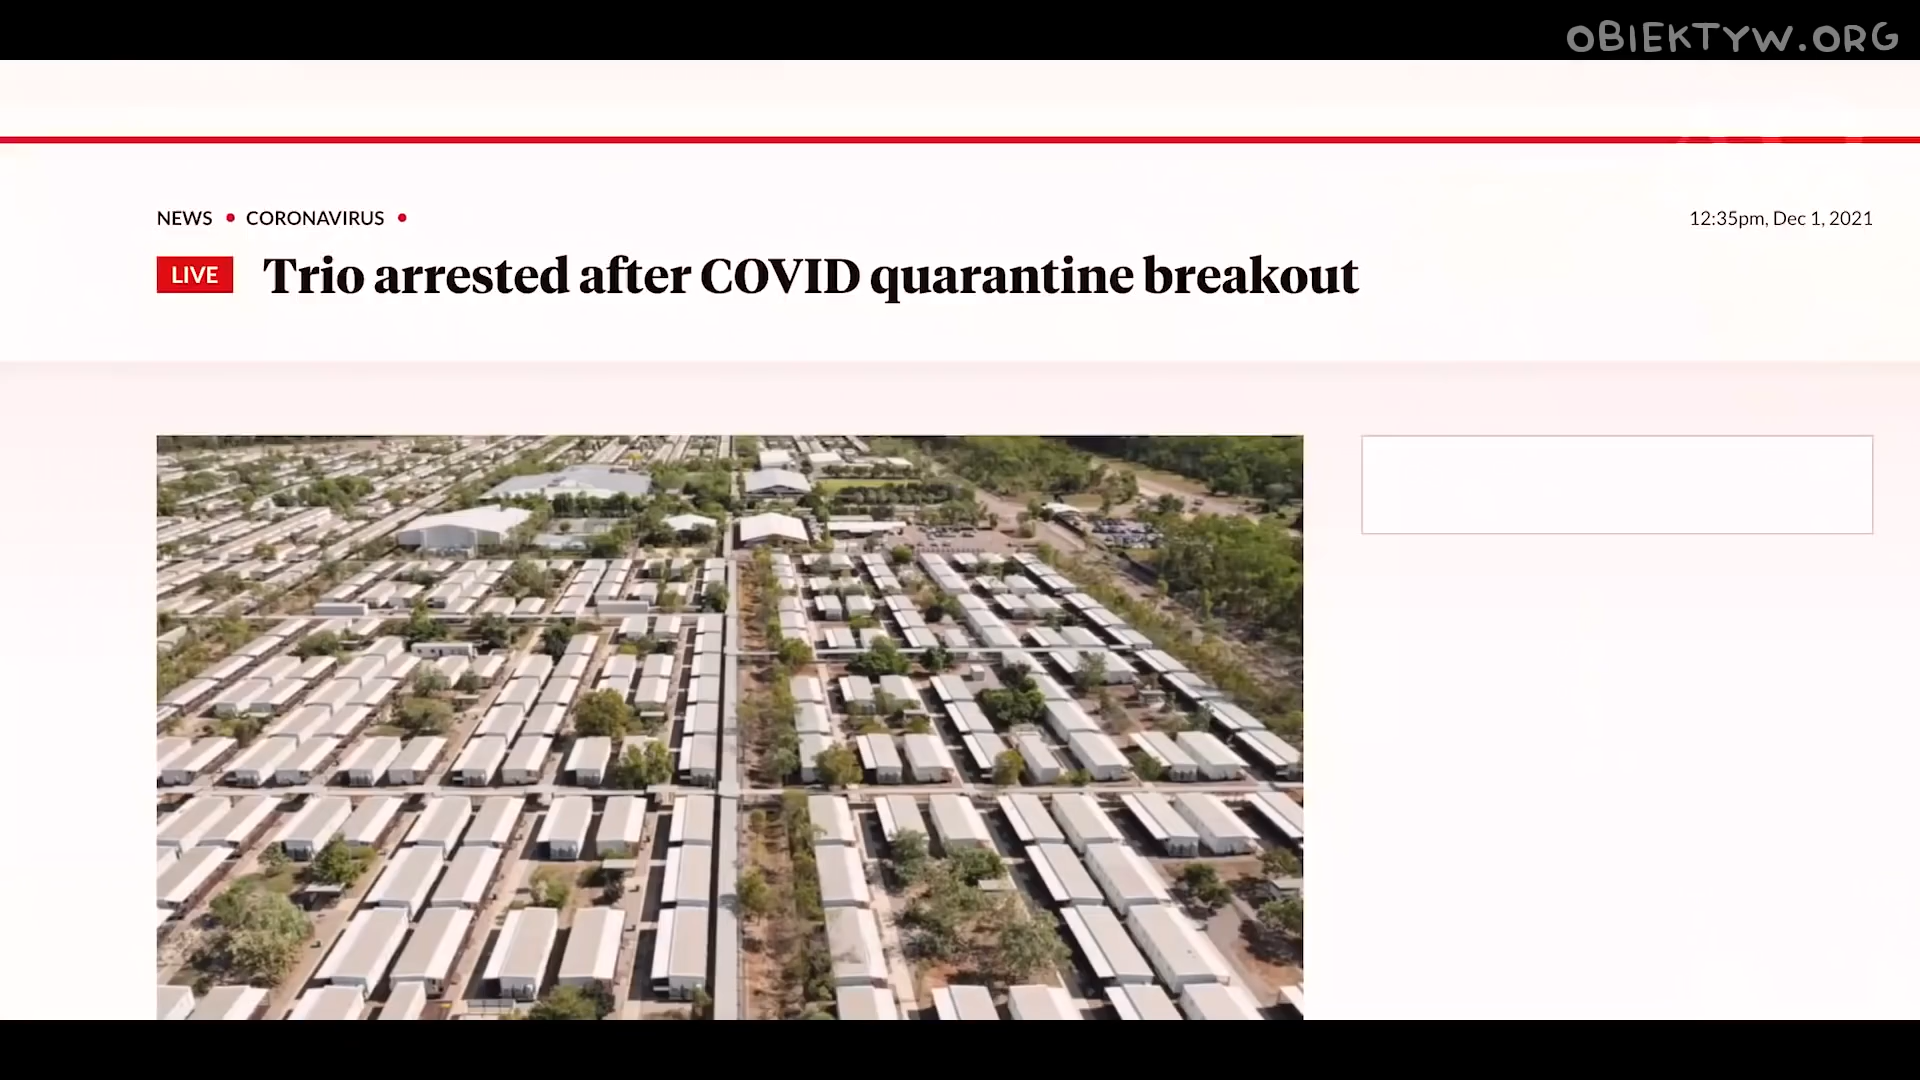 OBIEKTYW.ORG
NEWS • CORONAVIRUS •
12:35pm, Dec 1, 2021
LIVE
Trio arrested after COVID quarantine breakout